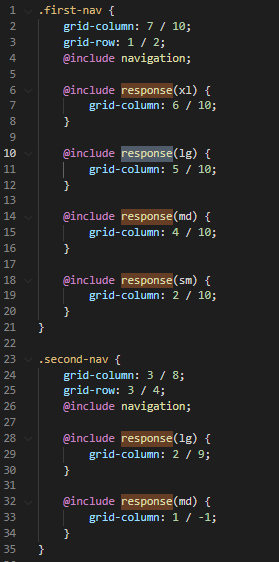 1 .first-nav {
2 grid-column: 7 / 10;
3 grid-row: 1 / 2;
4 @include navigation;
5
6 @include response(xl) {
7 grid-column: 6 / 10;
8 }
9
10 @include response(lg) {
11 grid-column: 5 / 10;
12 }
13
14 @include response(md) {
15 grid-column: 4 / 10;
16 }
17
18 @include response(sm) {
19 grid-column: 2 / 10;
20 }
21 }
22
23 .second-nav {
24 grid-column: 3 / 8;
25 grid-row: 3 / 4;
26 @include navigation;
27
28 @include response(lg) {
29 grid-column: 2 / 9;
30 }
31
32 @include response(md) {
33 grid-column: 1 / -1;
34 }
35 }